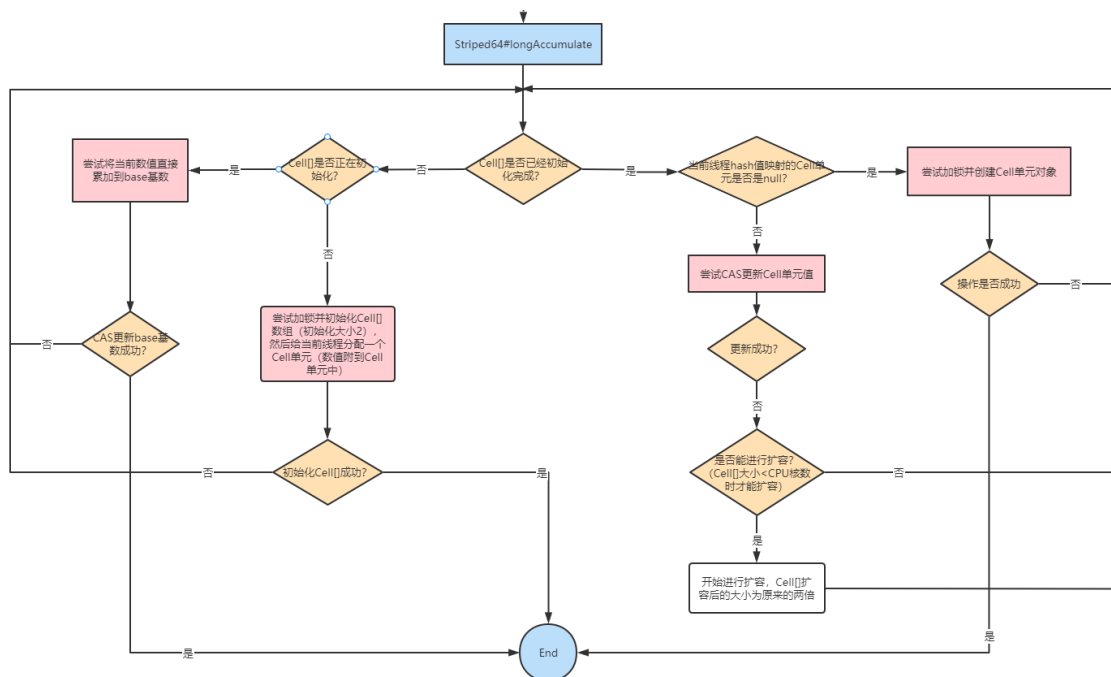 Striped64#longAccumulate
尝试将当前数值直接
累加到base基数
是
Cell[]是否正在初
始化?
否
Cell[]是否已经初始
化完成?
是
当前线程hash值映射的Cell单
元是否是null?
是
尝试加锁并创建Cell单元对象
否
否
尝试CAS更新Cell单元值
操作是否成功
否
尝试加锁并初始化Cell[]
数组（初始化大小2），
然后给当前线程分配一个
Cell单元（数值附到Cell
单元中）
否
CAS更新base基
数成功?
更新成功?
否
初始化Cell[]成功?
否
是
是否能进行扩容?
（Cell[]大小<CPU核数
时才能扩容）
否
是
开始进行扩容，Cell[]扩
容后的大小为原来的两倍
是
End
是